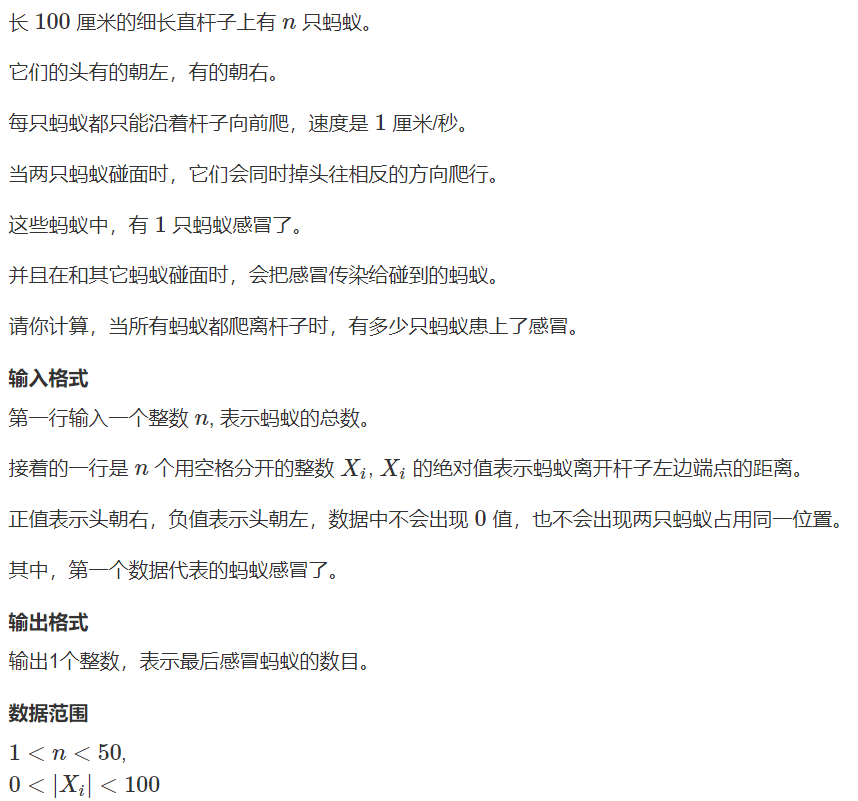 长 100 厘米的细长直杆子上有 n 只蚂蚁。
它们的头有的朝左，有的朝右。
每只蚂蚁都只能沿着杆子向前爬，速度是 1 厘米/秒。
当两只蚂蚁碰面时，它们会同时掉头往相反的方向爬行。
这些蚂蚁中，有 1 只蚂蚁感冒了。
并且在和其它蚂蚁碰面时，会把感冒传染给碰到的蚂蚁。
请你计算，当所有蚂蚁都爬离杆子时，有多少只蚂蚁患上了感冒。
输入格式
第一行输入一个整数 n, 表示蚂蚁的总数。
接着的一行是 n 个用空格分开的整数 Xi, Xi 的绝对值表示蚂蚁离开杆子左边端点的距离。
正值表示头朝右，负值表示头朝左，数据中不会出现 0 值，也不会出现两只蚂蚁占用同一位置。
其中，第一个数据代表的蚂蚁感冒了。
输出格式
输出1个整数，表示最后感冒蚂蚁的数目。
数据范围
1 < n < 50,
0 < |Xi| < 100